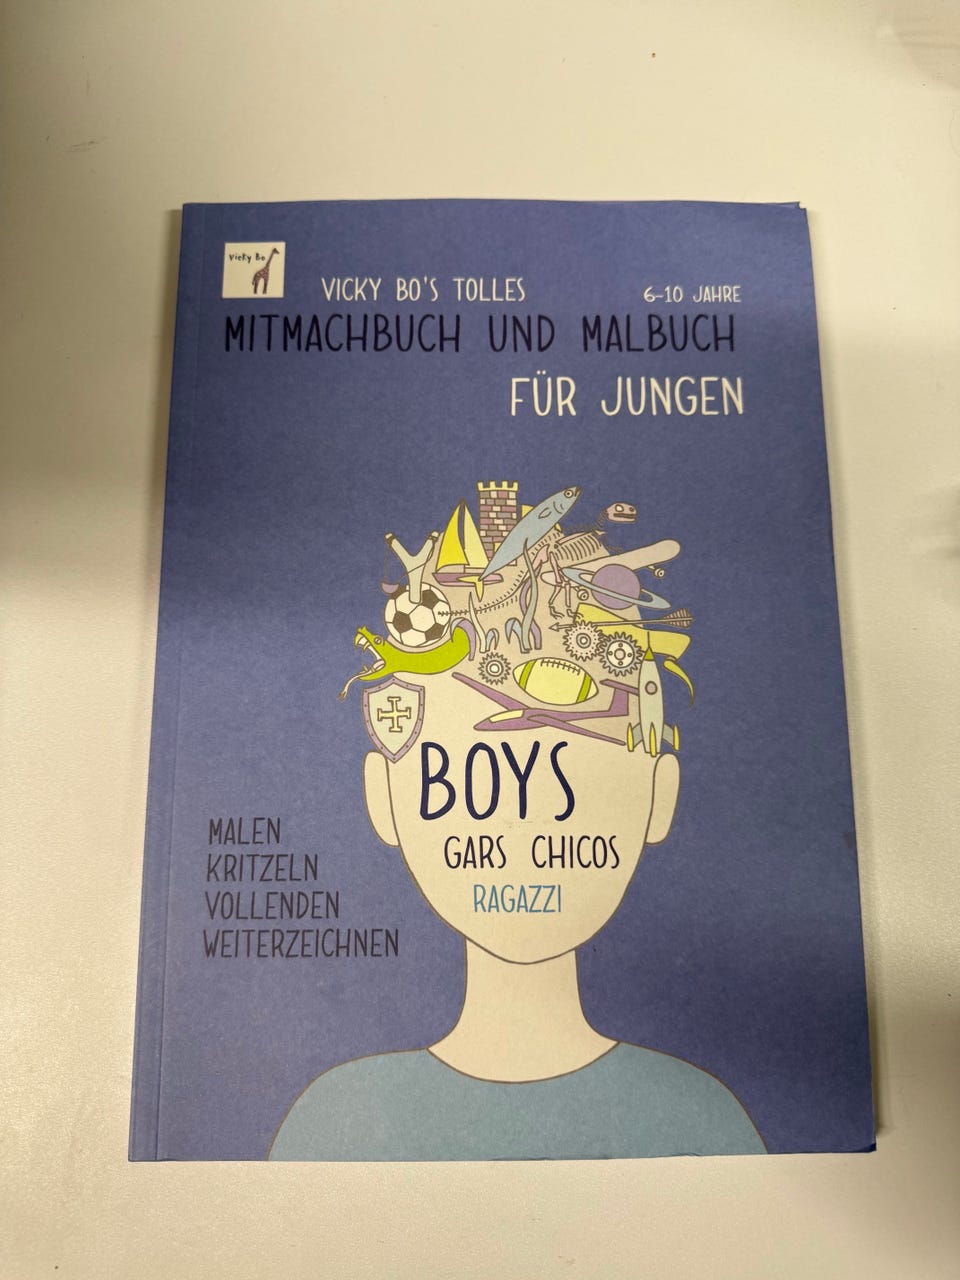 Vicky Bo
VICKY BO'S TOLLES
6-10 JAHRE
MITMACHBUCH UND MALBUCH
FÜR JUNGEN
BOYS
GARS CHICOS
RAGAZZI
MALEN
KRITZELN
VOLLENDEN
WEITERZEICHNEN